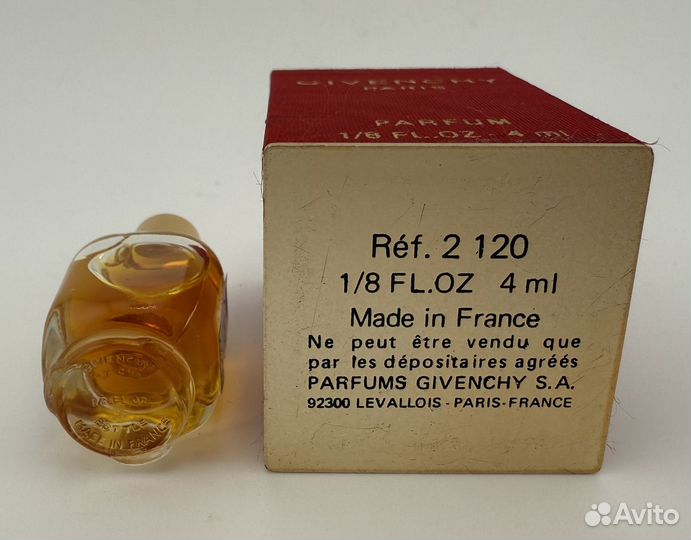 GIVENCHY
PARIS
PARFUM
1/8 FL.OZ - 4 ml
Réf. 2 120
1/8 FL.OZ 4 ml
Made in France
Ne peut être vendu que
par les dépositaires agréés
PARFUMS GIVENCHY S.A.
92300 LEVALLOIS - PARIS-FRANCE
GIVENCHY
1/8 FL.OZ
BOTTLE
MADE IN FRANCE
Avito